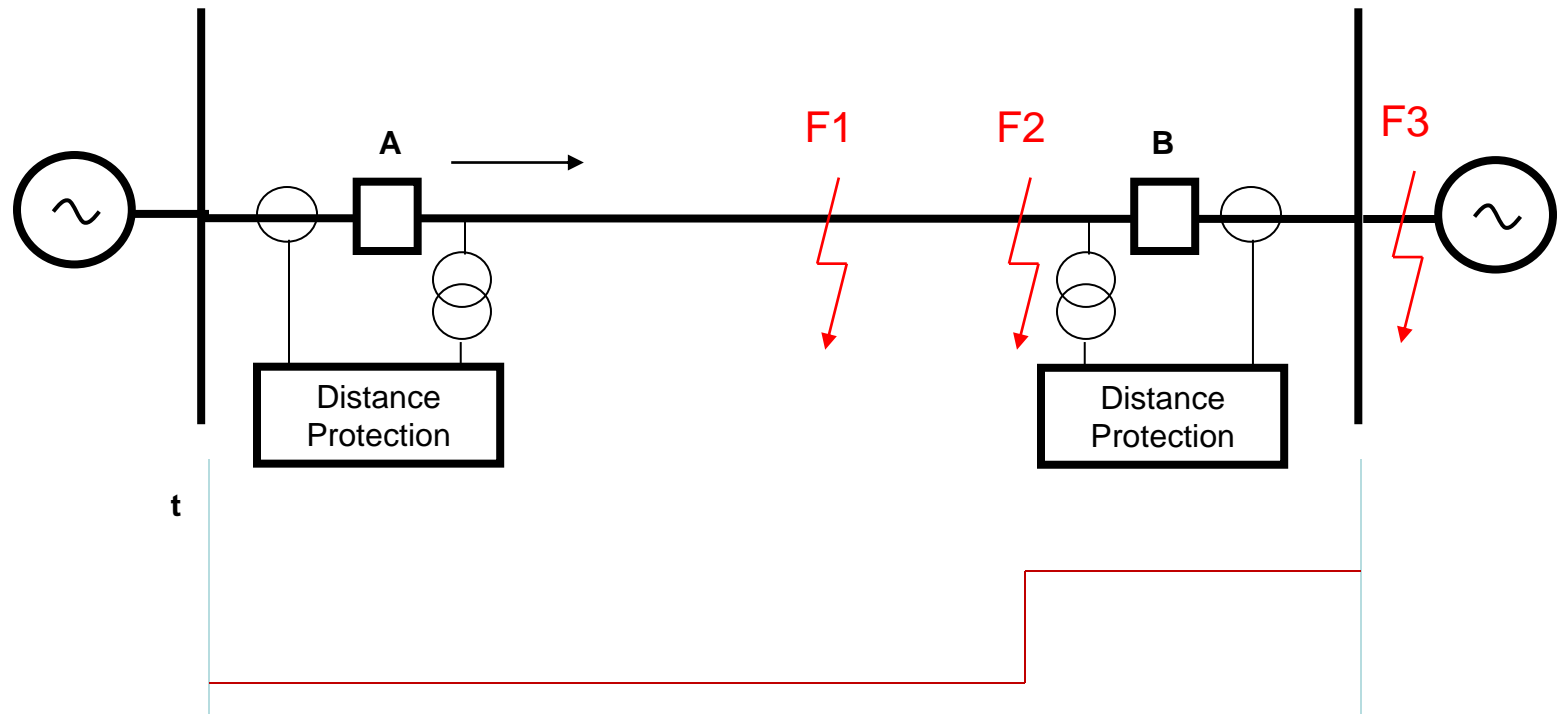 F1
F2
F3
A
B
Distance
Protection
Distance
Protection
t